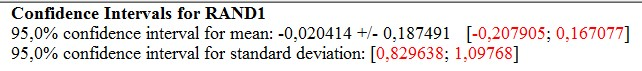 Confidence Intervals for RAND1
95,0% confidence interval for mean: -0,020414 +/- 0,187491 [-0,207905; 0,167077]
95,0% confidence interval for standard deviation: [0,829638; 1,09768]